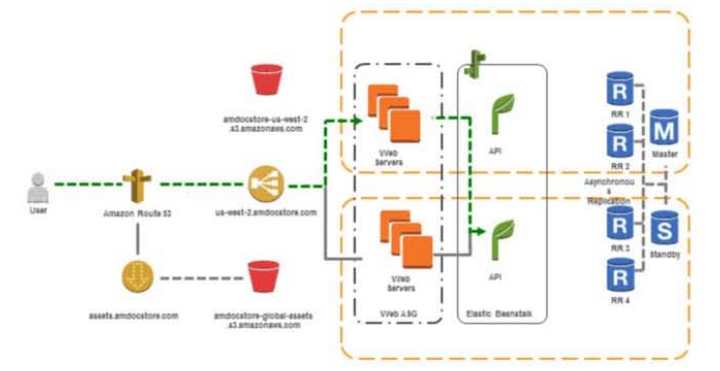 amdocstore-us-west-2
.s3.amazonaws.com
User
Amazon Route 53
us-west-2.amdocstore.com
assets.amdocstore.com
amdocstore-global-assets
.s3.amazonaws.com
Web
Servers
Web
Servers
Web ASG
API
API
Elastic Beanstalk
R
RR 1
R
RR 2
M
Master
Asynchronou
s
Replication
R
RR 3
S
Standby
R
RR 4